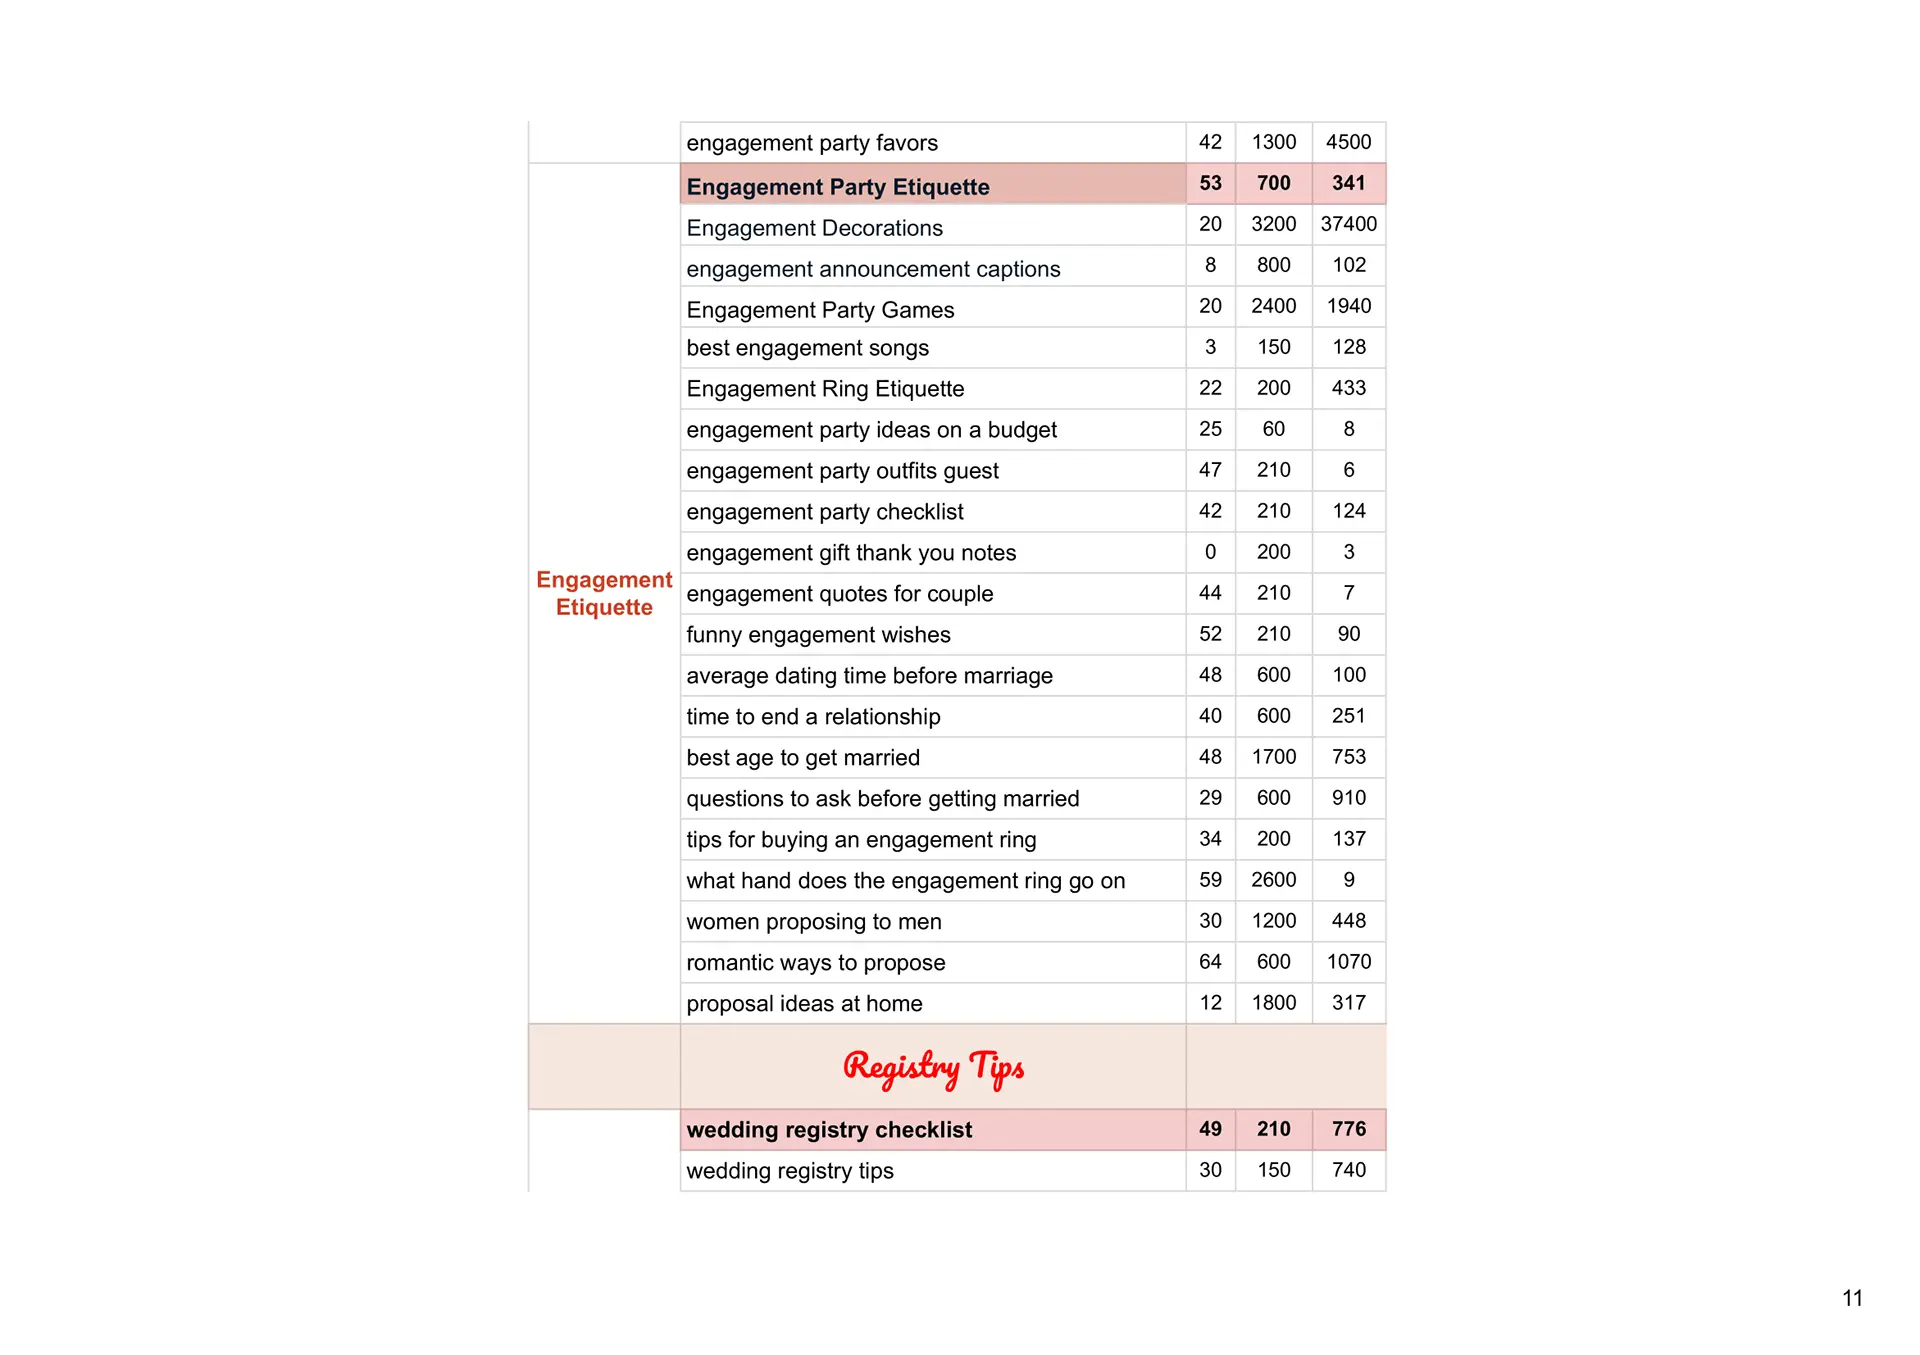 engagement party favors 42 1300 4500
Engagement Party Etiquette 53 700 341
Engagement Decorations 20 3200 37400
engagement announcement captions 8 800 102
Engagement Party Games 20 2400 1940
best engagement songs 3 150 128
Engagement Ring Etiquette 22 200 433
engagement party ideas on a budget 25 60 8
engagement party outfits guest 47 210 6
engagement party checklist 42 210 124
engagement gift thank you notes 0 200 3
Engagement
Etiquette
engagement quotes for couple 44 210 7
funny engagement wishes 52 210 90
average dating time before marriage 48 600 100
time to end a relationship 40 600 251
best age to get married 48 1700 753
questions to ask before getting married 29 600 910
tips for buying an engagement ring 34 200 137
what hand does the engagement ring go on 59 2600 9
women proposing to men 30 1200 448
romantic ways to propose 64 600 1070
proposal ideas at home 12 1800 317
Registry Tips
wedding registry checklist 49 210 776
wedding registry tips 30 150 740
11